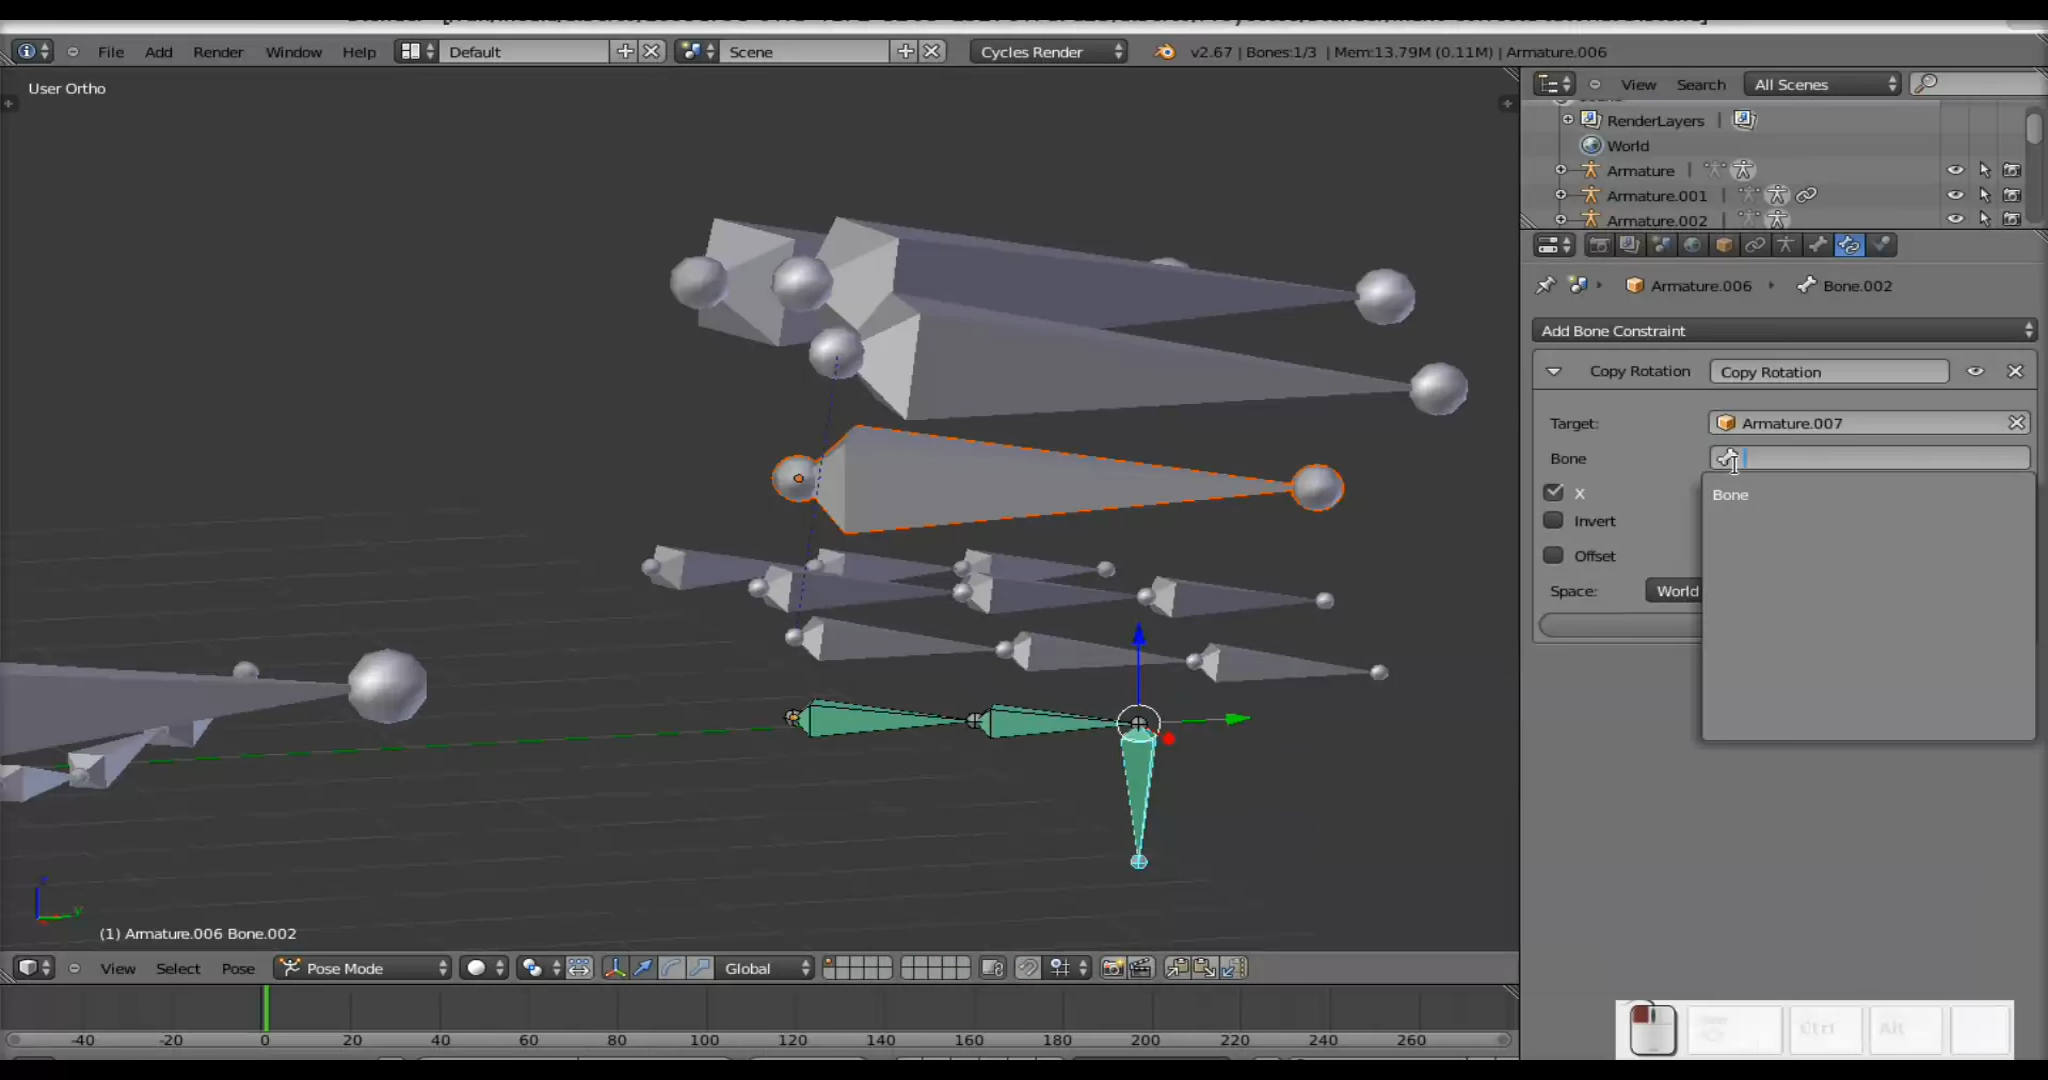 File Add Render Window Help Default Scene Cycles Render v2.67 | Bones:1/3 | Mem:13.79M (0.11M) | Armature.006
User Ortho
View Search All Scenes
RenderLayers
World
Armature
Armature.001
Armature.002
Armature.006 Bone.002
Add Bone Constraint
Copy Rotation Copy Rotation
Target: Armature.007
Bone
X
Bone
Invert
Offset
Space: World
(1) Armature.006 Bone.002
View Select Pose Pose Mode Global
-40 -20 0 20 40 60 80 100 120 140 160 180 200 220 240 260
Ctrl Alt